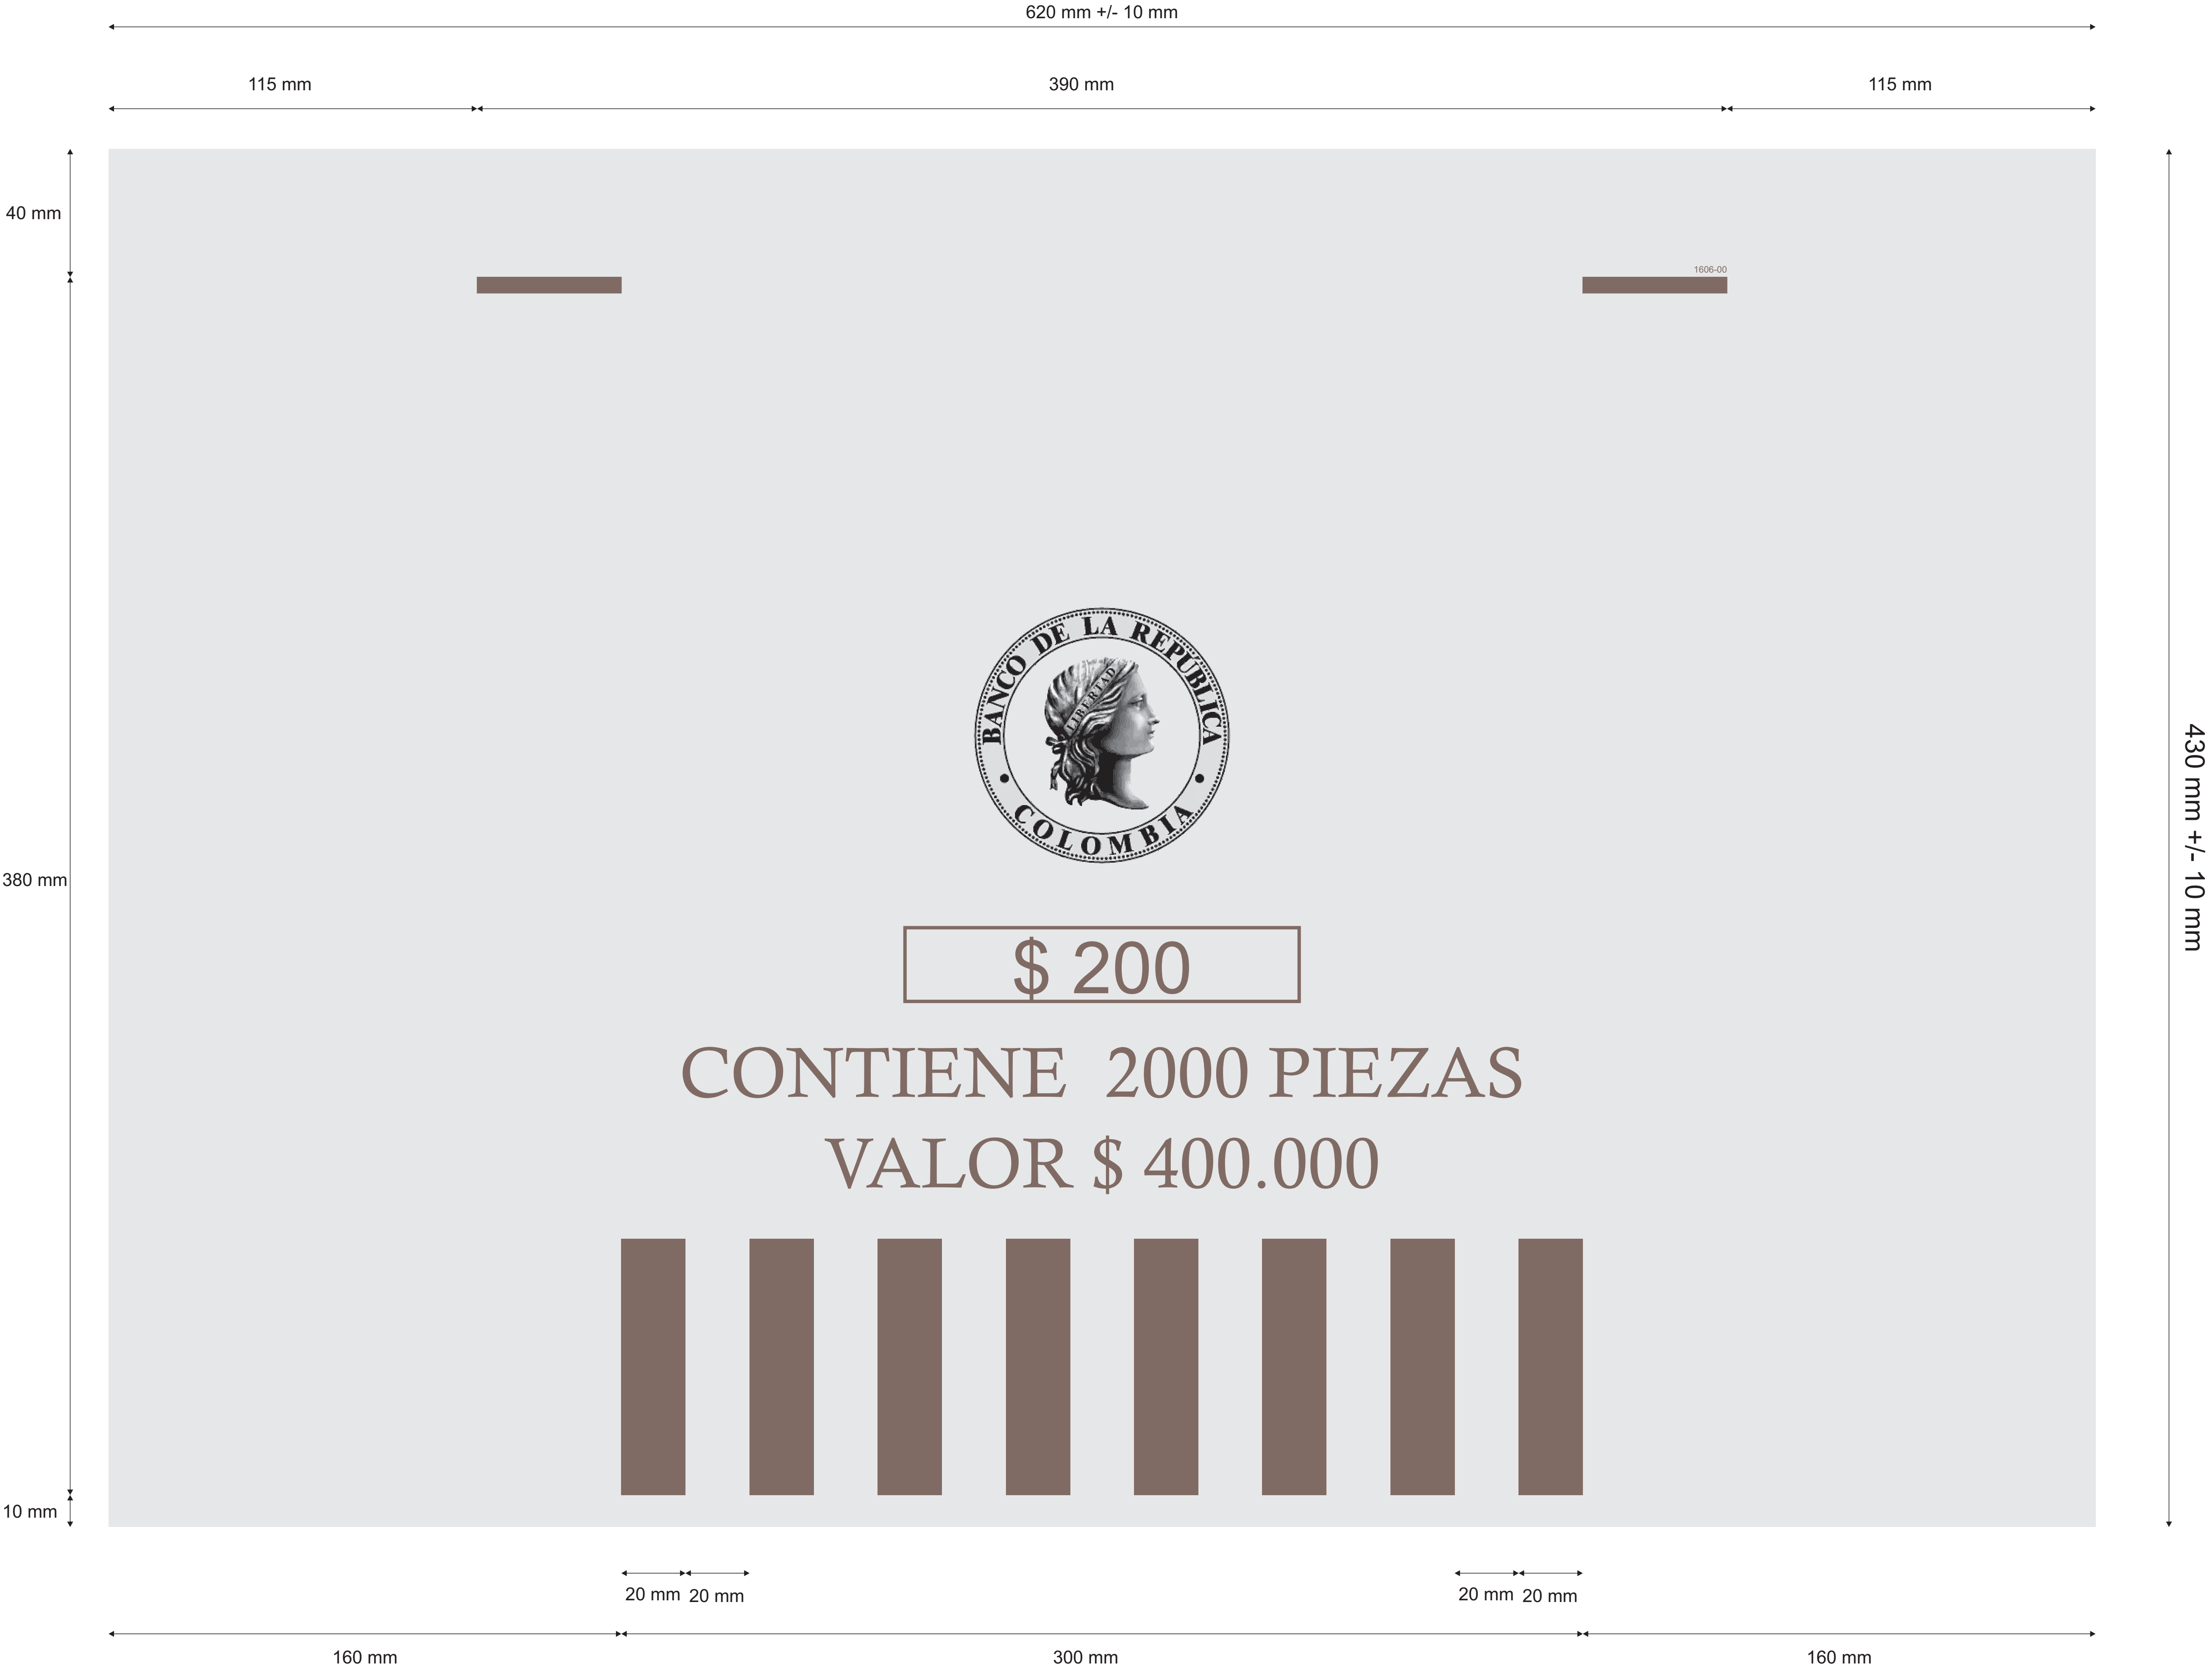 620 mm +/- 10 mm
115 mm
390 mm
115 mm
40 mm
1606-00
BANCO DE LA REPÚBLICA
LIBERTAD
COLOMBIA
430 mm +/- 10 mm
380 mm
$ 200
CONTIENE 2000 PIEZAS
VALOR $ 400.000
10 mm
20 mm 20 mm
20 mm 20 mm
160 mm
300 mm
160 mm